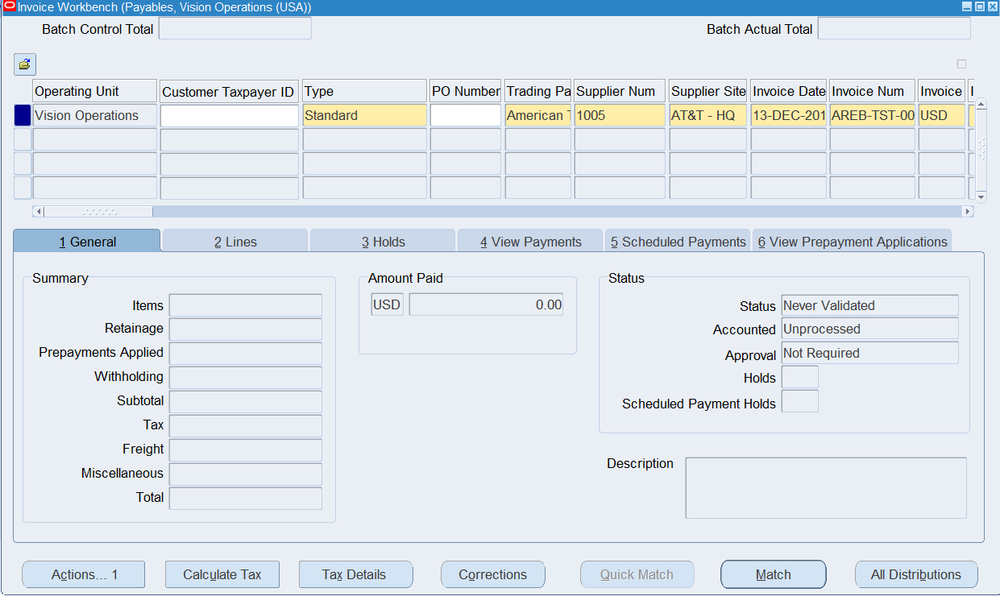 Invoice Workbench (Payables, Vision Operations (USA))
Batch Control Total
Batch Actual Total
Operating Unit Customer Taxpayer ID Type PO Number Trading Pa Supplier Num Supplier Site Invoice Date Invoice Num Invoice I
Vision Operations Standard American 1005 AT&T - HQ 13-DEC-201 AREB-TST-00 USD
1 General 2 Lines 3 Holds 4 View Payments 5 Scheduled Payments 6 View Prepayment Applications
Summary
Items
Retainage
Prepayments Applied
Withholding
Subtotal
Tax
Freight
Miscellaneous
Total
Amount Paid
USD 0.00
Status
Status Never Validated
Accounted Unprocessed
Approval Not Required
Holds
Scheduled Payment Holds
Description
Actions... 1 Calculate Tax Tax Details Corrections Quick Match Match All Distributions